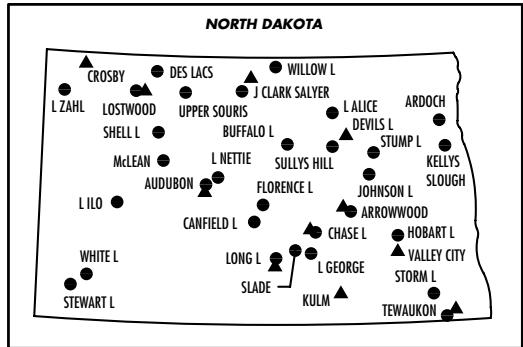 NORTH DAKOTA
CROSBY
DES LACS
WILLOW L
L ZAHL
LOSTWOOD
UPPER SOURIS
J CLARK SALYER
L ALICE
ARDOCH
SHELL L
BUFFALO L
DEVILS L
STUMP L
McLEAN
L NETTIE
SULLYS HILL
KELLYS
SLOUGH
AUDUBON
FLORENCE L
JOHNSON L
L ILO
CANFIELD L
ARROWWOOD
CHASE L
HOBART L
WHITE L
LONG L
L GEORGE
VALLEY CITY
STEWART L
SLADE
KULM
STORM L
TEWAUKON